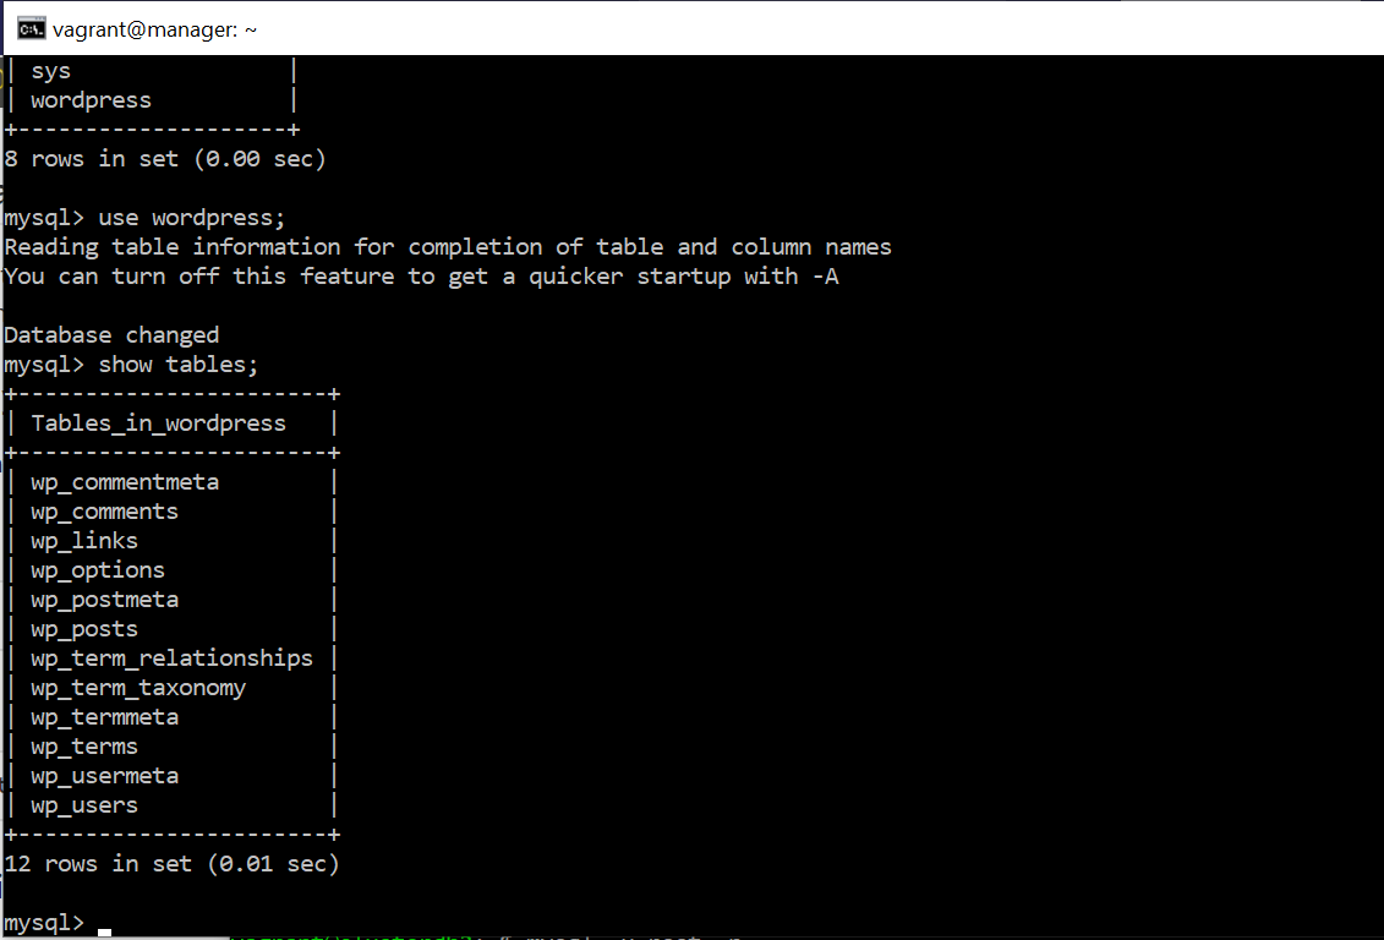 vagrant@manager: ~
| sys                |
| wordpress          |
+--------------------+
8 rows in set (0.00 sec)
mysql> use wordpress;
Reading table information for completion of table and column names
You can turn off this feature to get a quicker startup with -A
Database changed
mysql> show tables;
+-----------------------+
| Tables_in_wordpress   |
+-----------------------+
| wp_commentmeta        |
| wp_comments           |
| wp_links              |
| wp_options            |
| wp_postmeta           |
| wp_posts              |
| wp_term_relationships |
| wp_term_taxonomy      |
| wp_termmeta           |
| wp_terms              |
| wp_usermeta           |
| wp_users              |
+-----------------------+
12 rows in set (0.01 sec)
mysql>